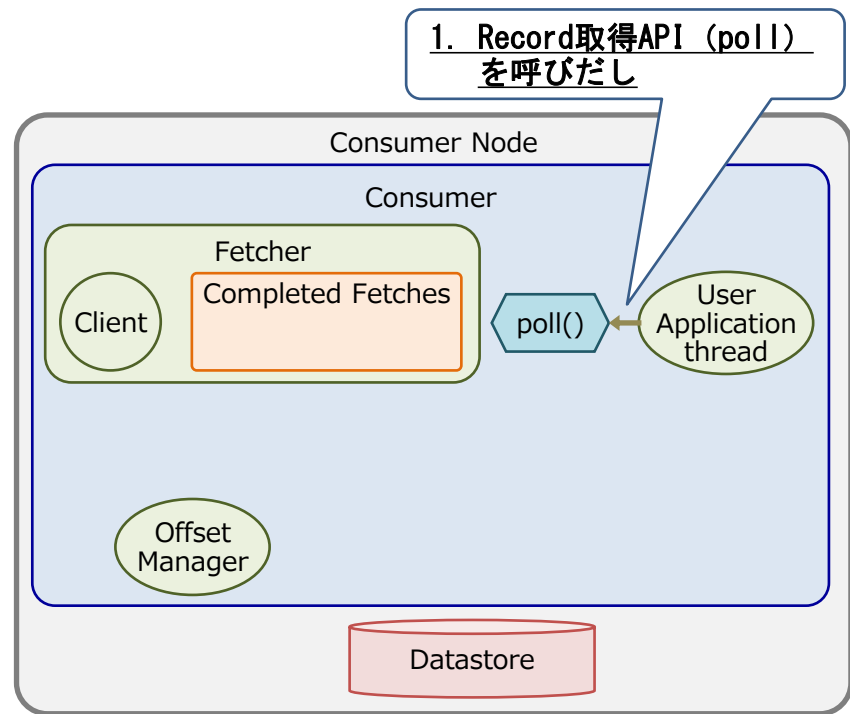 1. Record取得API (poll)
を呼びだし
Consumer Node
Consumer
Fetcher
Client
Completed Fetches
poll()
User
Application
thread
Offset
Manager
Datastore